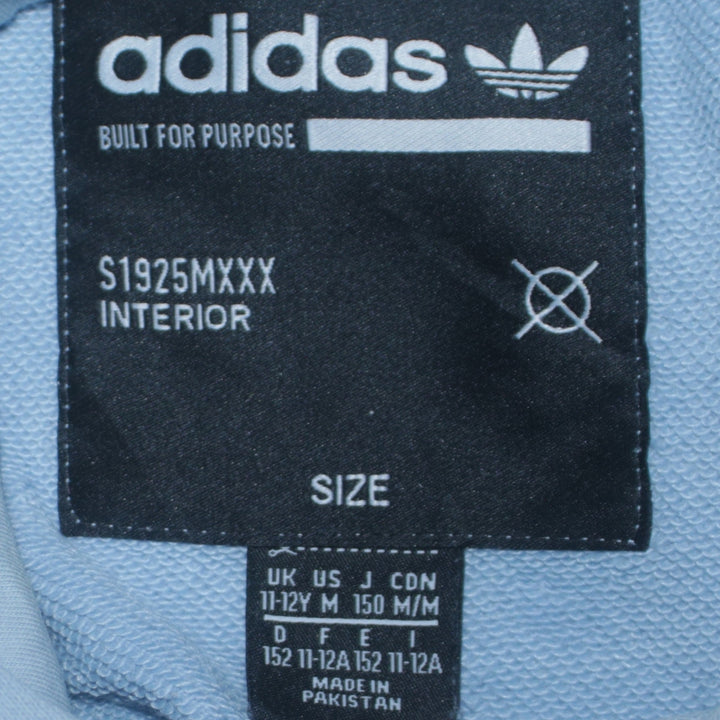 adidas
BUILT FOR PURPOSE
S1925MXXX
INTERIOR
SIZE
UK US J CDN
11-12Y M 150 M/M
D F E I
152 11-12A 152 11-12A
MADE IN
PAKISTAN